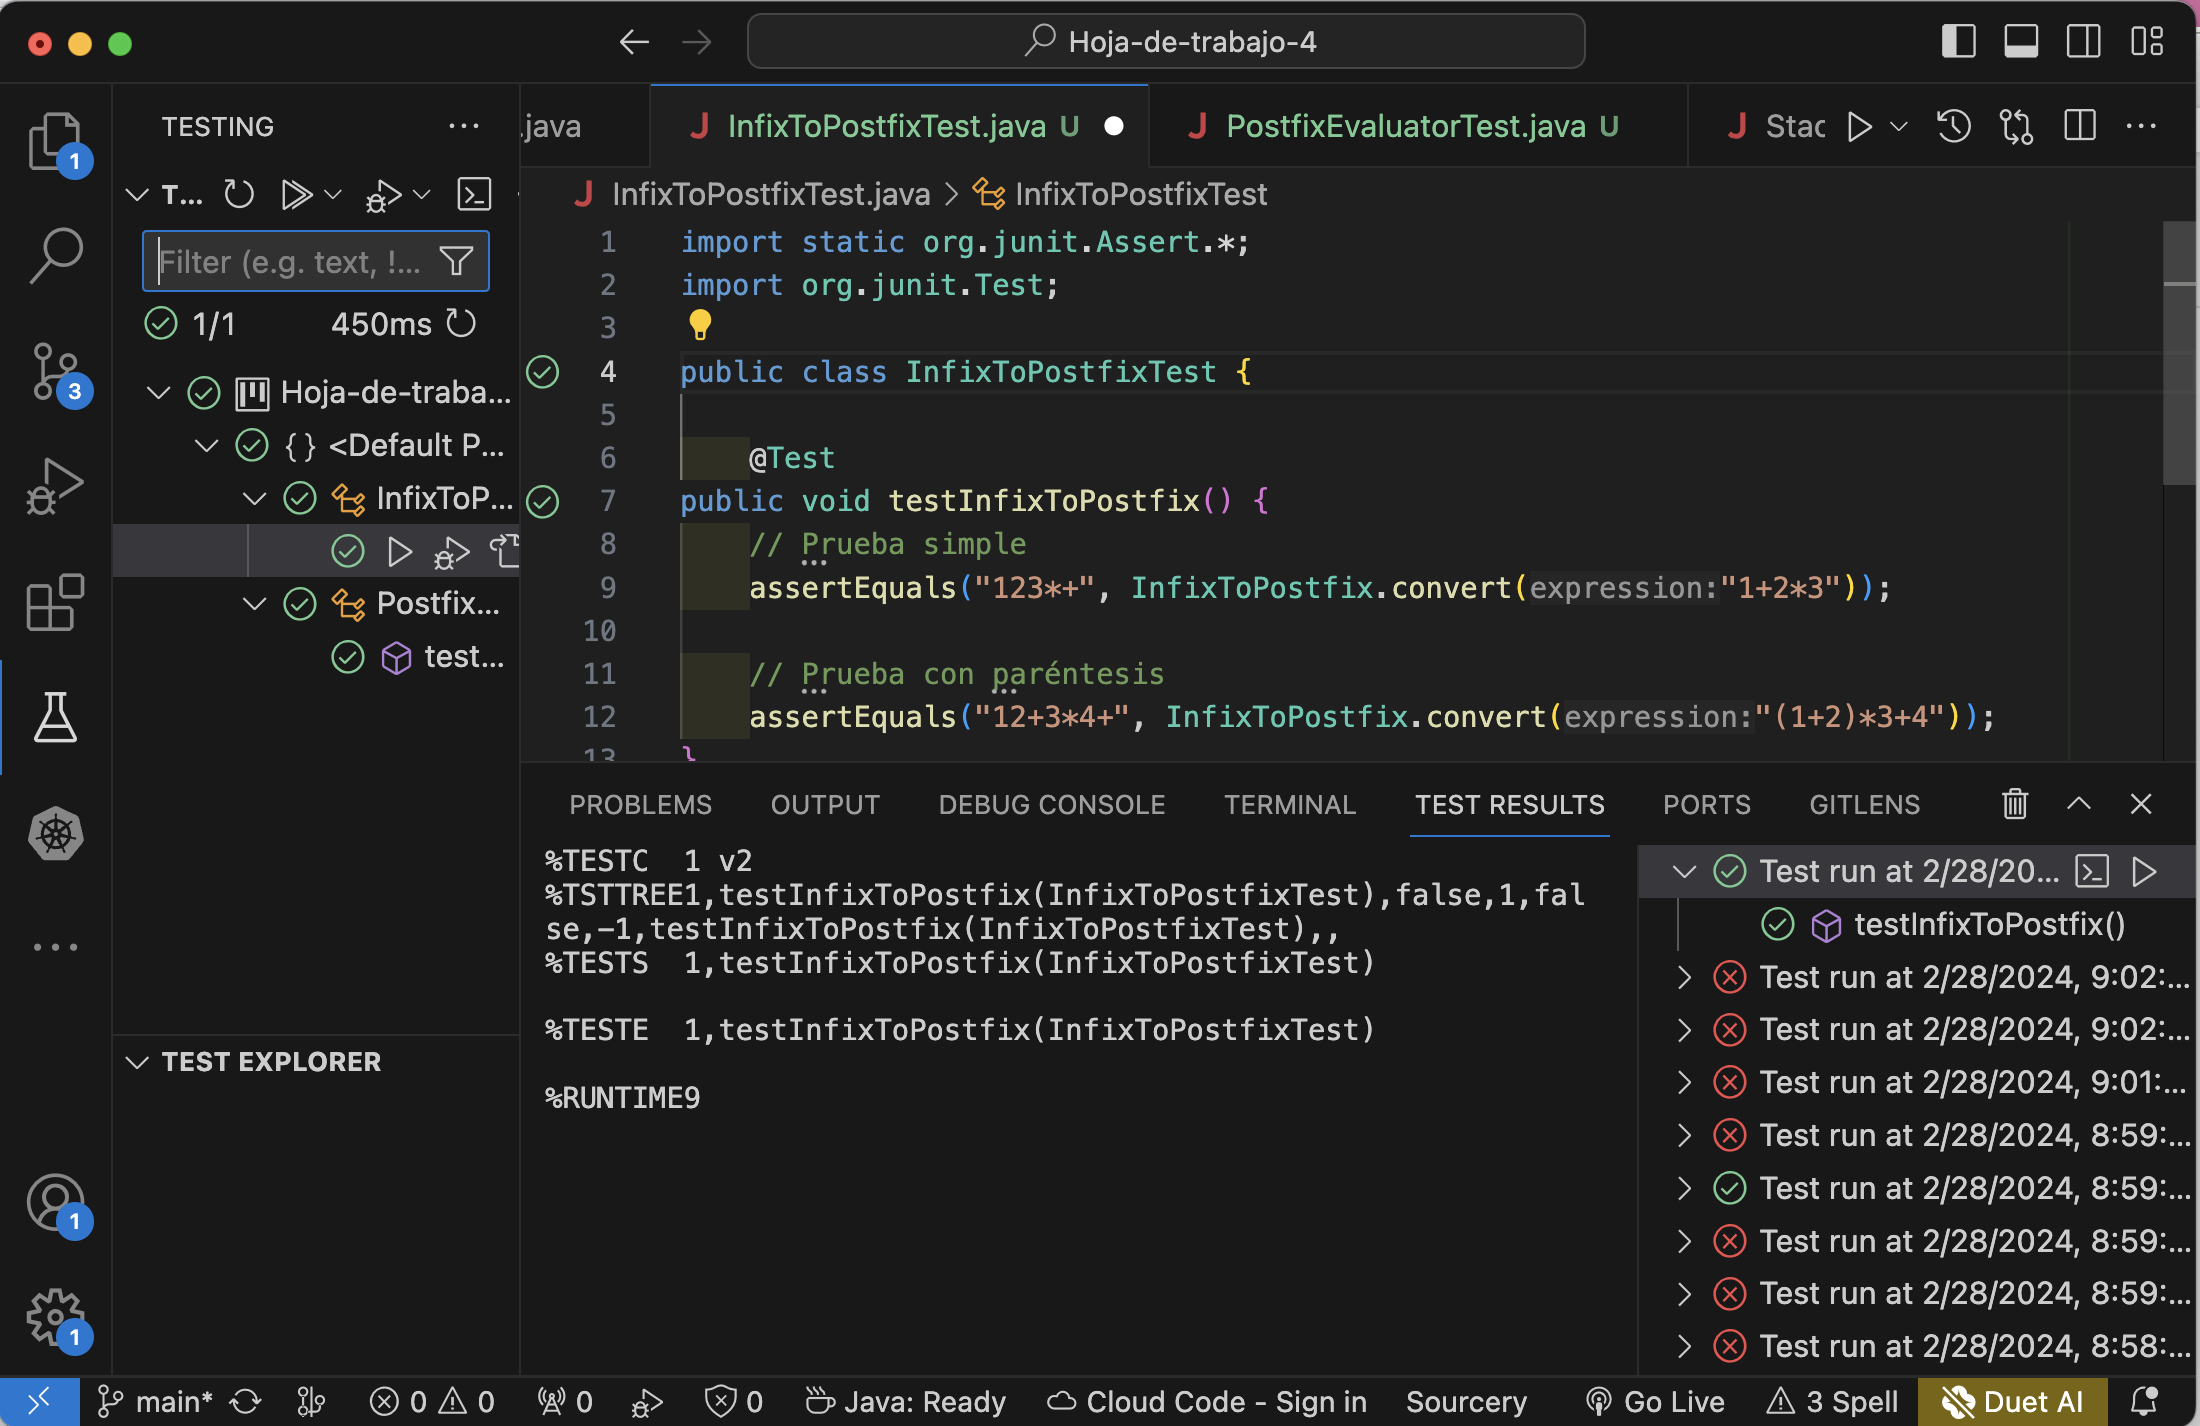 Hoja-de-trabajo-4
TESTING
.java
InfixToPostfixTest.java U
PostfixEvaluatorTest.java U
Stac
T...
Filter (e.g. text, !...
1/1 450ms
Hoja-de-traba...
{} <Default P...
InfixToP...
Postfix...
test...
TEST EXPLORER
1
3
1
1
InfixToPostfixTest.java > InfixToPostfixTest
1 import static org.junit.Assert.*;
2 import org.junit.Test;
3
4 public class InfixToPostfixTest {
5
6 @Test
7 public void testInfixToPostfix() {
8 // Prueba simple
9 assertEquals("123*+", InfixToPostfix.convert(expression:"1+2*3"));
10
11 // Prueba con paréntesis
12 assertEquals("12+3*4+", InfixToPostfix.convert(expression:"(1+2)*3+4"));
13 }
PROBLEMS OUTPUT DEBUG CONSOLE TERMINAL TEST RESULTS PORTS GITLENS
%TESTC  1 v2
%TSTTREE1,testInfixToPostfix(InfixToPostfixTest),false,1,fal
se,-1,testInfixToPostfix(InfixToPostfixTest),,
%TESTS  1,testInfixToPostfix(InfixToPostfixTest)
%TESTE  1,testInfixToPostfix(InfixToPostfixTest)
%RUNTIME9
Test run at 2/28/20...
testInfixToPostfix()
Test run at 2/28/2024, 9:02:...
Test run at 2/28/2024, 9:02:...
Test run at 2/28/2024, 9:01:...
Test run at 2/28/2024, 8:59:...
Test run at 2/28/2024, 8:59:...
Test run at 2/28/2024, 8:59:...
Test run at 2/28/2024, 8:59:...
Test run at 2/28/2024, 8:58:...
main* 0 0 0 0 Java: Ready Cloud Code - Sign in Sourcery Go Live 3 Spell Duet AI